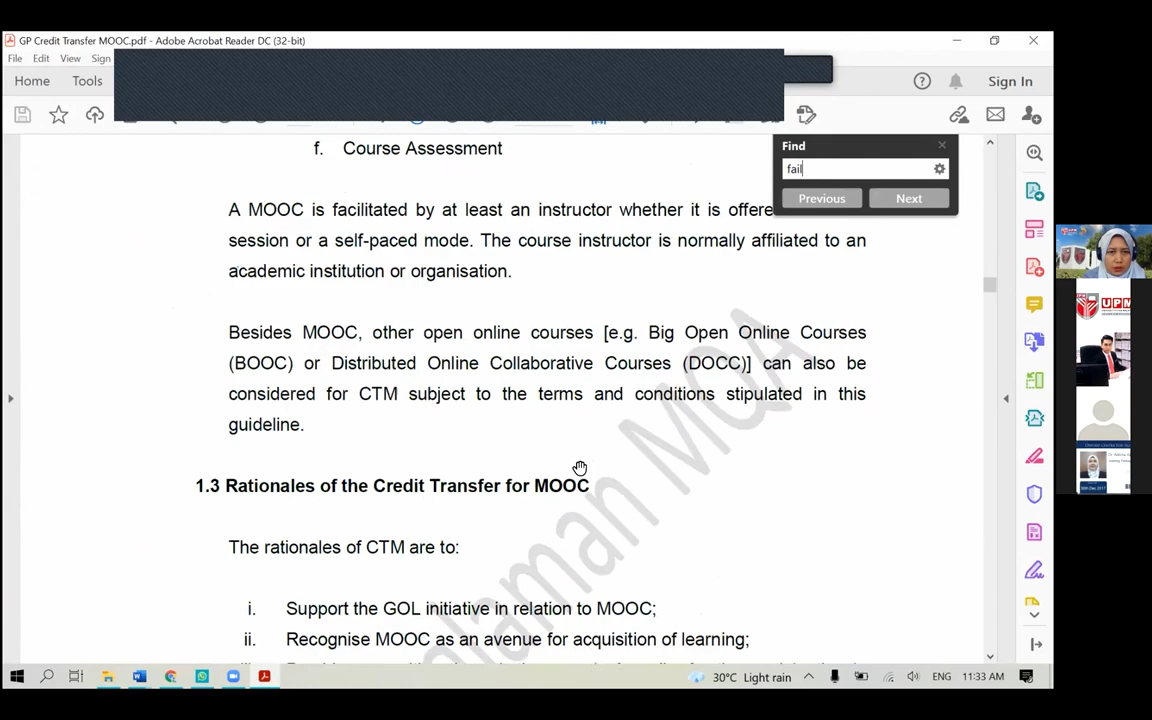 GP Credit Transfer MOOC.pdf - Adobe Acrobat Reader DC (32-bit)
File Edit View Sign
Home Tools
Sign In
Find
fail
Previous Next
f. Course Assessment
A MOOC is facilitated by at least an instructor whether it is offere
session or a self-paced mode. The course instructor is normally affiliated to an
academic institution or organisation.
Besides MOOC, other open online courses [e.g. Big Open Online Courses
(BOOC) or Distributed Online Collaborative Courses (DOCC)] can also be
considered for CTM subject to the terms and conditions stipulated in this
guideline.
1.3 Rationales of the Credit Transfer for MOOC
The rationales of CTM are to:
i. Support the GOL initiative in relation to MOOC;
ii. Recognise MOOC as an avenue for acquisition of learning;
laman MQA
UPM
30°C Light rain
ENG
11:33 AM